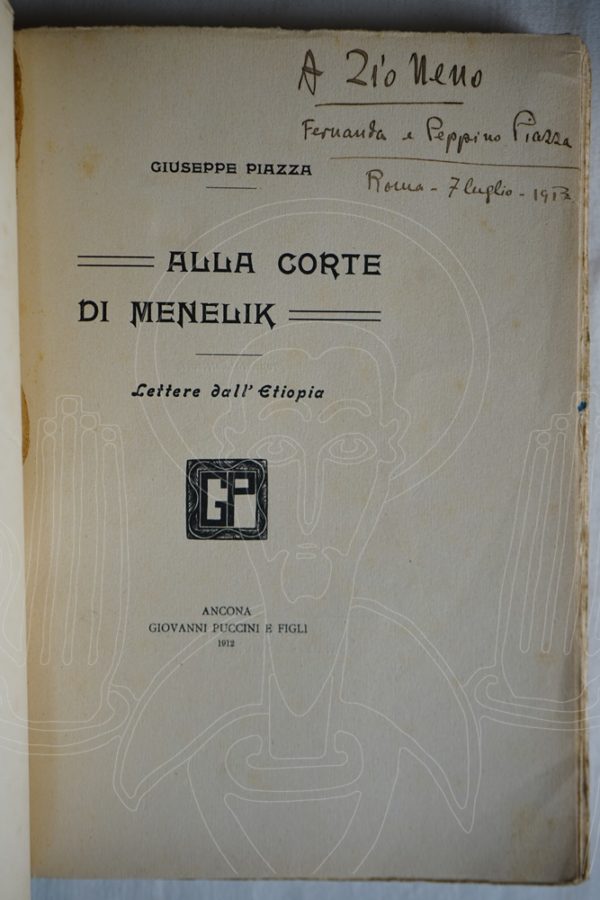 A Zio Neno
Fernanda e Peppino Piazza
Roma - 7 luglio -
GIUSEPPE PIAZZA
ALLA CORTE
DI MENELIK
Lettere dall' Etiopia
GP
ANCONA
GIOVANNI PUCCINI E FIGLI
1912